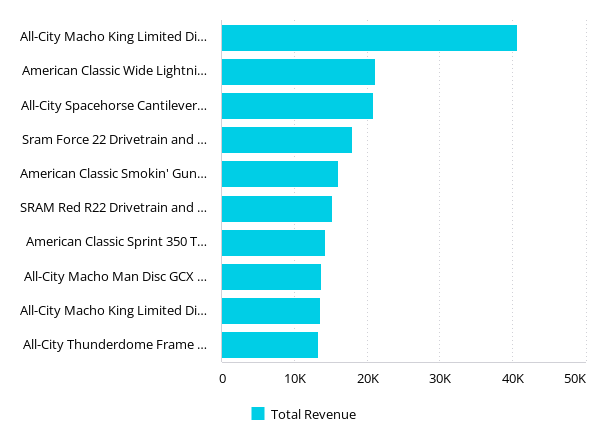 All-City Macho King Limited Di...
American Classic Wide Lightni...
All-City Spacehorse Cantilever...
Sram Force 22 Drivetrain and ...
American Classic Smokin' Gun...
SRAM Red R22 Drivetrain and ...
American Classic Sprint 350 T...
All-City Macho Man Disc GCX ...
All-City Macho King Limited Di...
All-City Thunderdome Frame ...
0 10K 20K 30K 40K 50K
Total Revenue